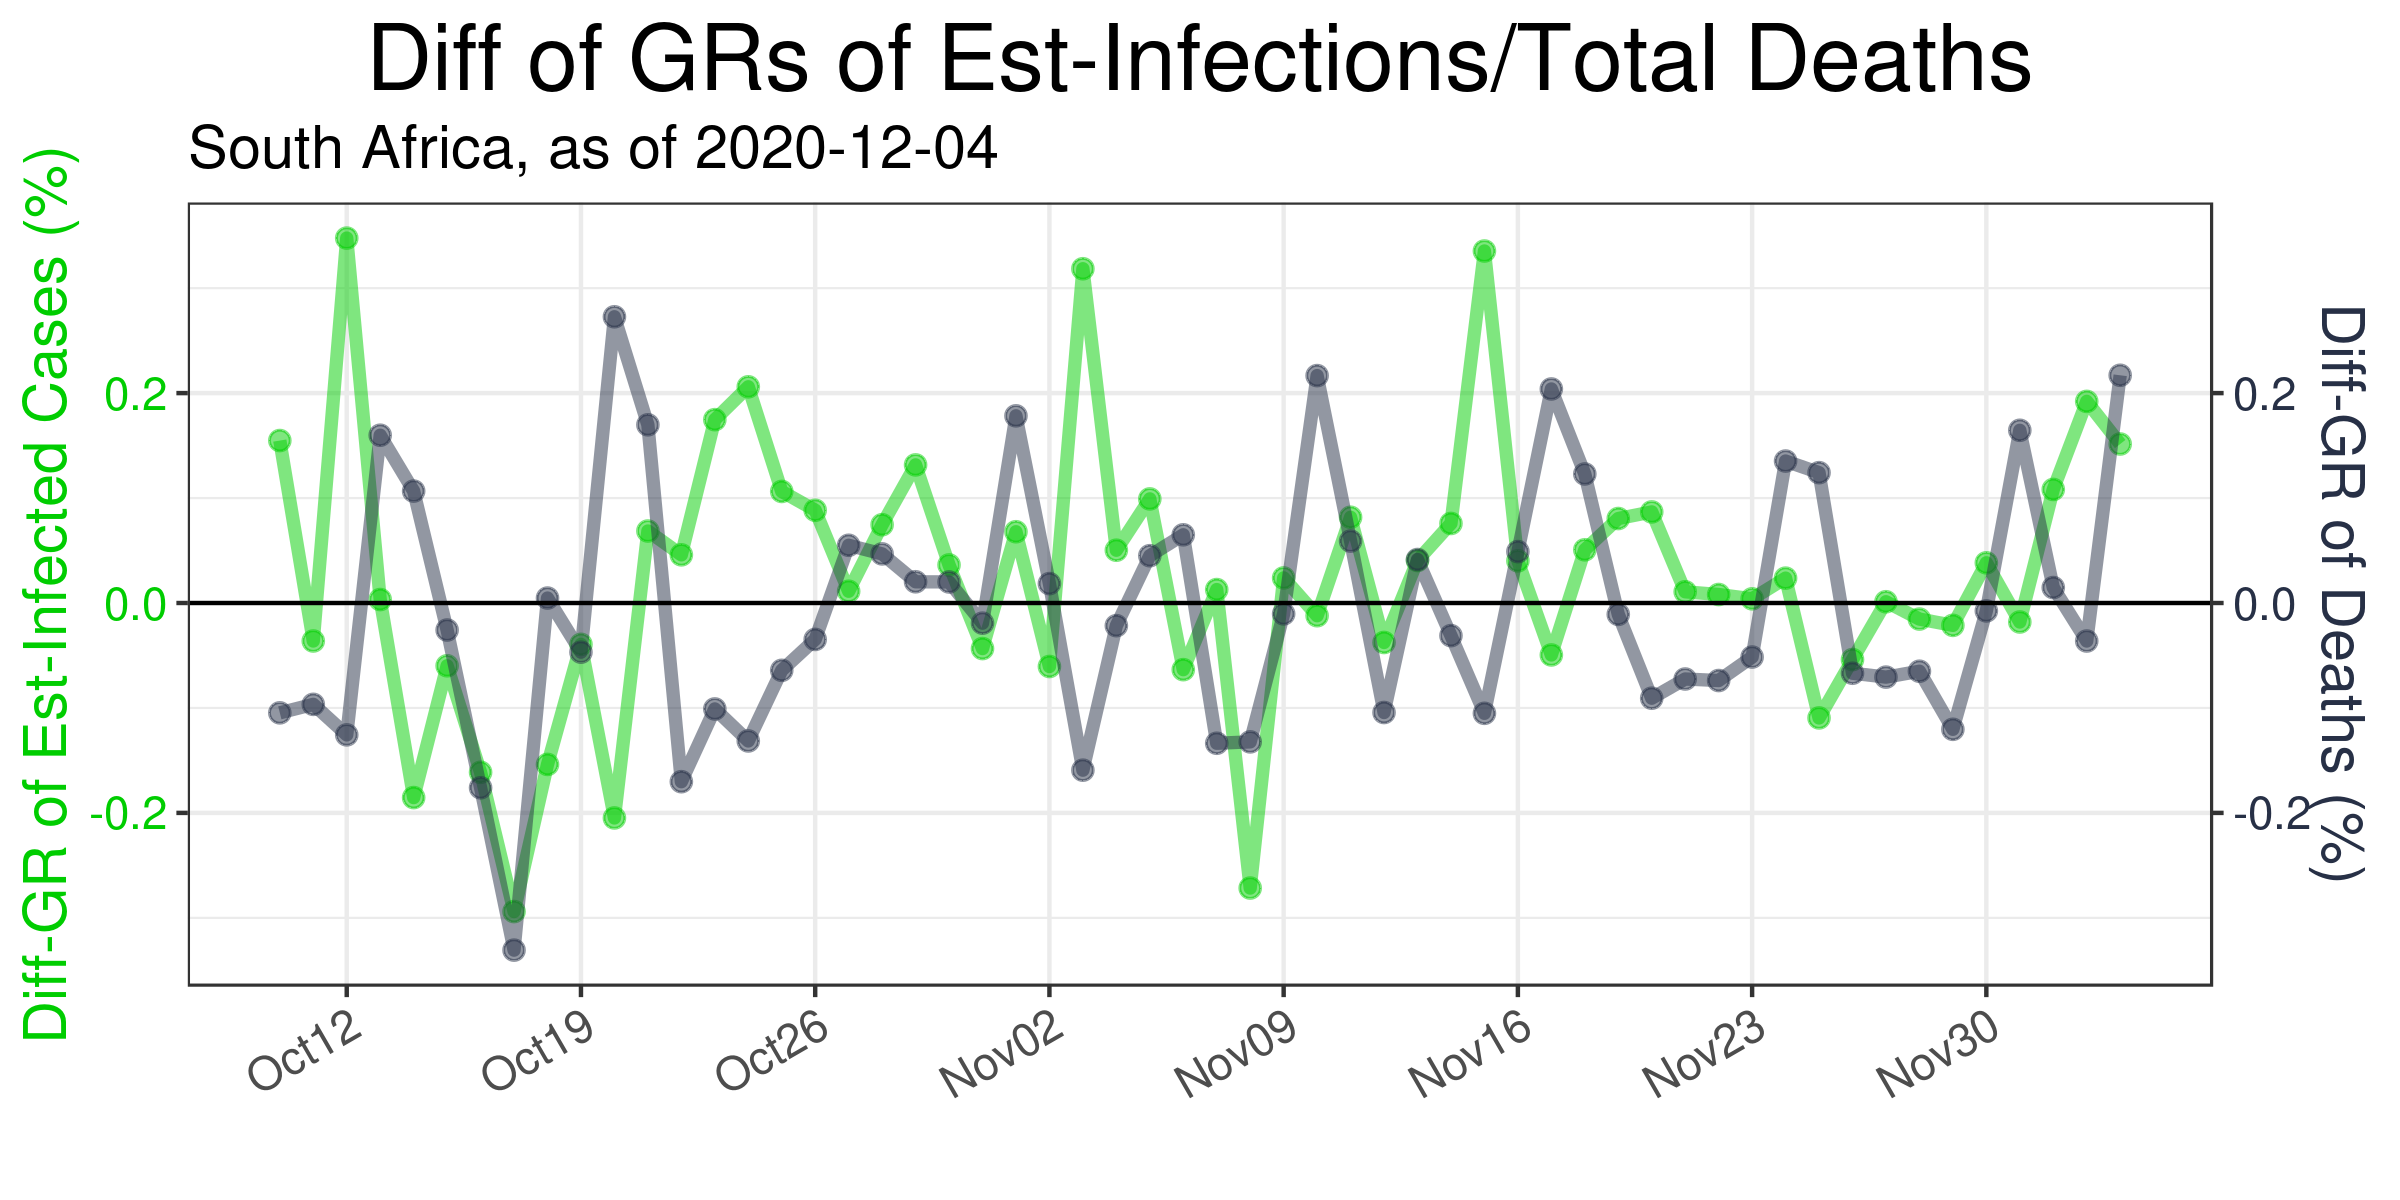 Diff of GRs of Est-Infections/Total Deaths
South Africa, as of 2020-12-04
Diff-GR of Est-Infected Cases (%)
0.2
0.0
-0.2
0.2
0.0
-0.2
Diff-GR of Deaths (%)
Oct12
Oct19
Oct26
Nov02
Nov09
Nov16
Nov23
Nov30